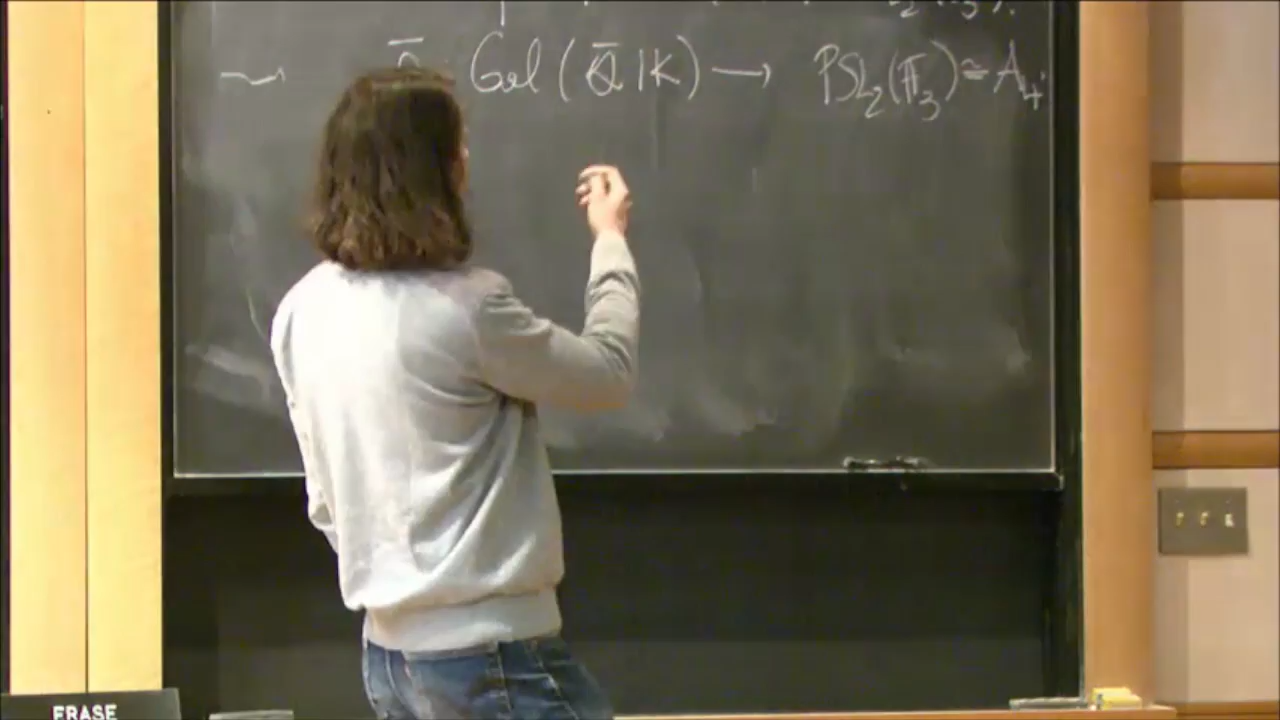 ⇝ Gal(Q̄|K) → PSL₂(𝔽₃) ≃ A₄
ERASE